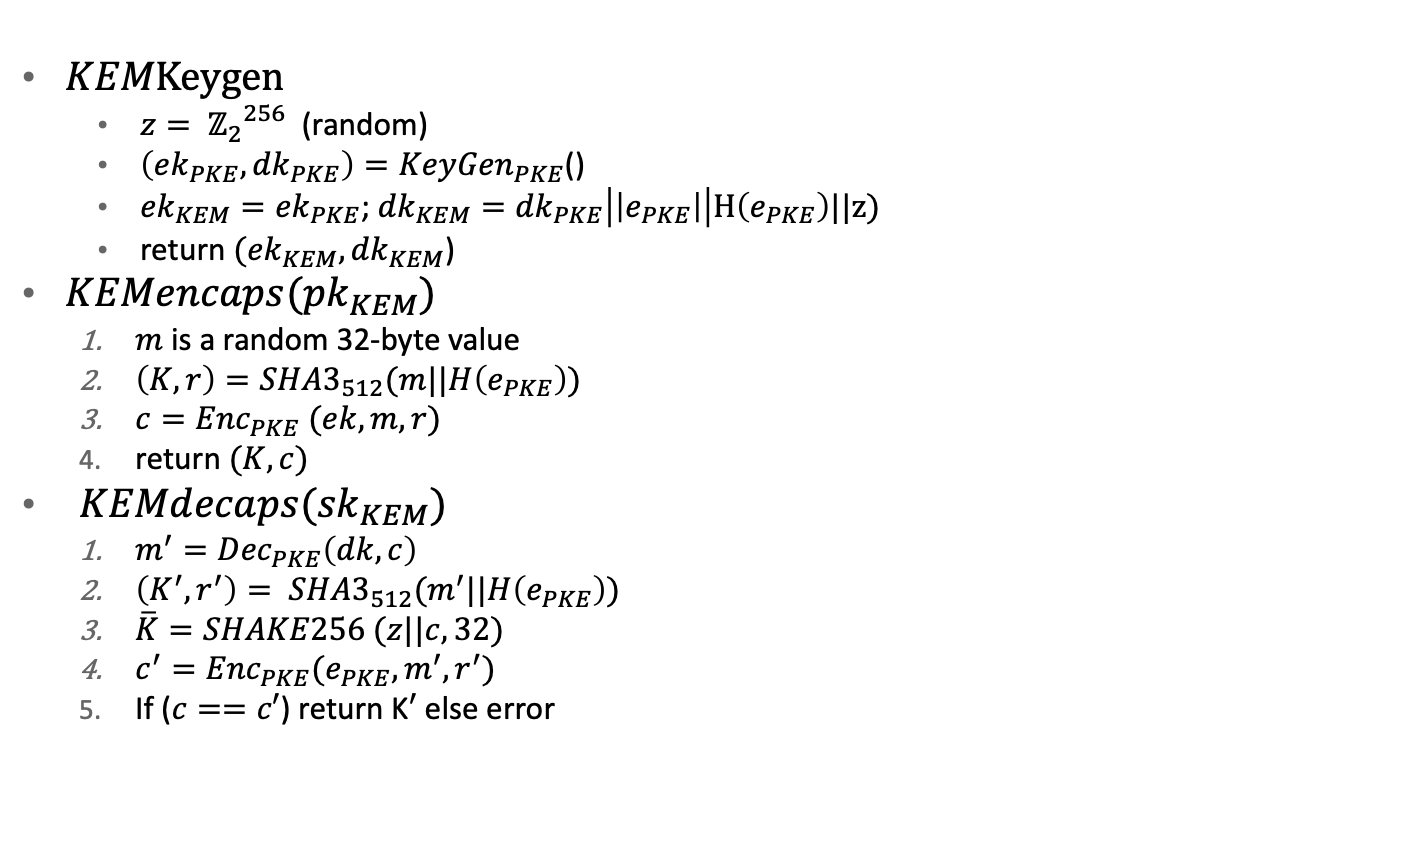 • KEMKeygen
• z = ℤ₂²⁵⁶ (random)
• (ek_PKE, dk_PKE) = KeyGen_PKE()
• ek_KEM = ek_PKE; dk_KEM = dk_PKE||e_PKE||H(e_PKE)||z)
• return (ek_KEM, dk_KEM)
• KEMencaps(pk_KEM)
1. m is a random 32-byte value
2. (K, r) = SHA3₅₁₂(m||H(e_PKE))
3. c = Enc_PKE (ek, m, r)
4. return (K, c)
• KEMdecaps(sk_KEM)
1. m′ = Dec_PKE(dk, c)
2. (K′, r′) = SHA3₅₁₂(m′||H(e_PKE))
3. K̄ = SHAKE256 (z||c, 32)
4. c′ = Enc_PKE(e_PKE, m′, r′)
5. If (c == c′) return K′ else error